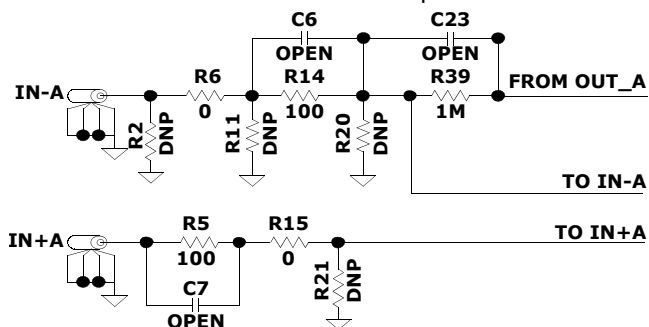 C6
OPEN
C23
OPEN
IN-A
R6
0
R14
100
R39
1M
FROM OUT_A
R2
DNP
R11
DNP
R20
DNP
TO IN-A
IN+A
R5
100
R15
0
TO IN+A
C7
OPEN
R21
DNP